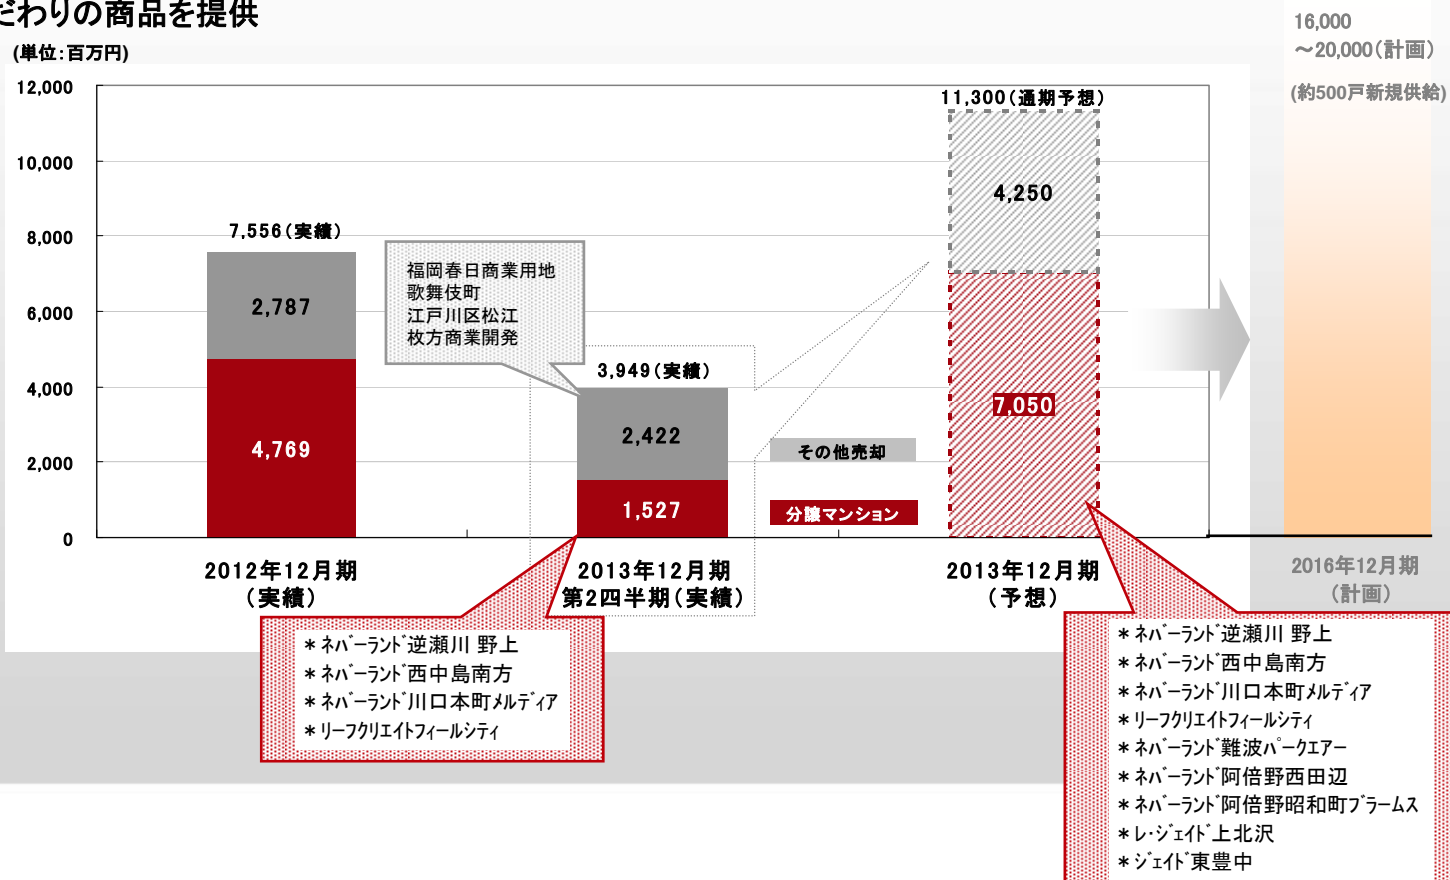 だわりの商品を提供
(単位:百万円)
16,000
～20,000(計画)
(約500戸新規供給)
12,000
10,000
8,000
6,000
4,000
2,000
0
7,556(実績)
2,787
4,769
福岡春日商業用地
歌舞伎町
江戸川区松江
枚方商業開発
3,949(実績)
2,422
1,527
その他売却
分譲マンション
11,300(通期予想)
4,250
7,050
2012年12月期
(実績)
2013年12月期
第2四半期(実績)
2013年12月期
(予想)
2016年12月期
(計画)
＊ネバーランド逆瀬川 野上
＊ネバーランド西中島南方
＊ネバーランド川口本町メルディア
＊リーフクリエイトフィールシティ
＊ネバーランド逆瀬川 野上
＊ネバーランド西中島南方
＊ネバーランド川口本町メルディア
＊リーフクリエイトフィールシティ
＊ネバーランド難波パークエアー
＊ネバーランド阿倍野西田辺
＊ネバーランド阿倍野昭和町ブラームス
＊レ・ジェイド上北沢
＊ジェイド東豊中